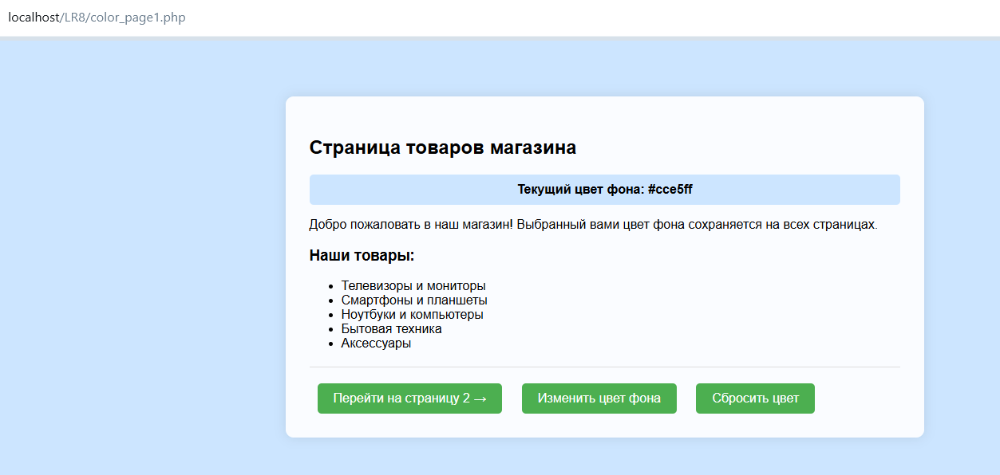 localhost/LR8/color_page1.php
Страница товаров магазина
Текущий цвет фона: #cce5ff
Добро пожаловать в наш магазин! Выбранный вами цвет фона сохраняется на всех страницах.
Наши товары:
• Телевизоры и мониторы
• Смартфоны и планшеты
• Ноутбуки и компьютеры
• Бытовая техника
• Аксессуары
Перейти на страницу 2 → Изменить цвет фона Сбросить цвет